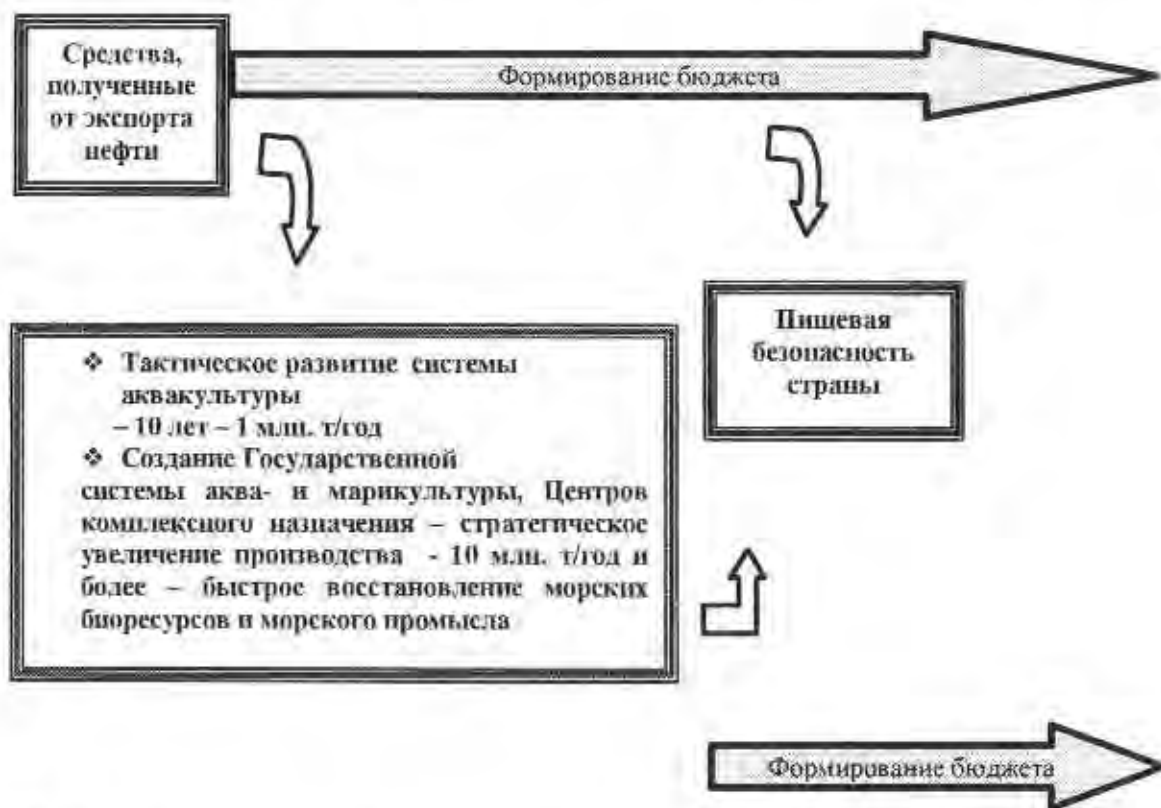 Средства,
полученные
от экспорта
нефти
Формирование бюджета
Пищевая
безопасность
страны
❖ Тактическое развитие системы
аквакультуры
– 10 лет – 1 млн. т/год
❖ Создание Государственной
системы аква- и марикультуры, Центров
комплексного назначения – стратегическое
увеличение производства - 10 млн. т/год и
более – быстрое восстановление морских
биоресурсов и морского промысла
Формирование бюджета